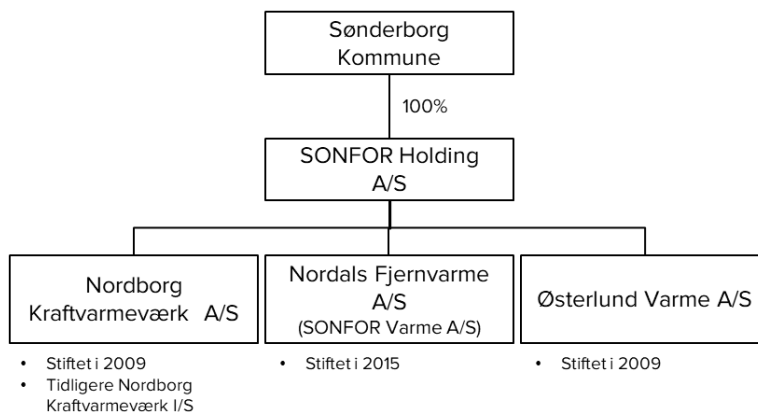 Sønderborg
Kommune
100%
SONFOR Holding
A/S
Nordborg
Kraftvarmeværk A/S
Nordals Fjernvarme
A/S
(SONFOR Varme A/S)
Østerlund Varme A/S
• Stiftet i 2009
• Tidligere Nordborg
Kraftvarmeværk I/S
• Stiftet i 2015
• Stiftet i 2009